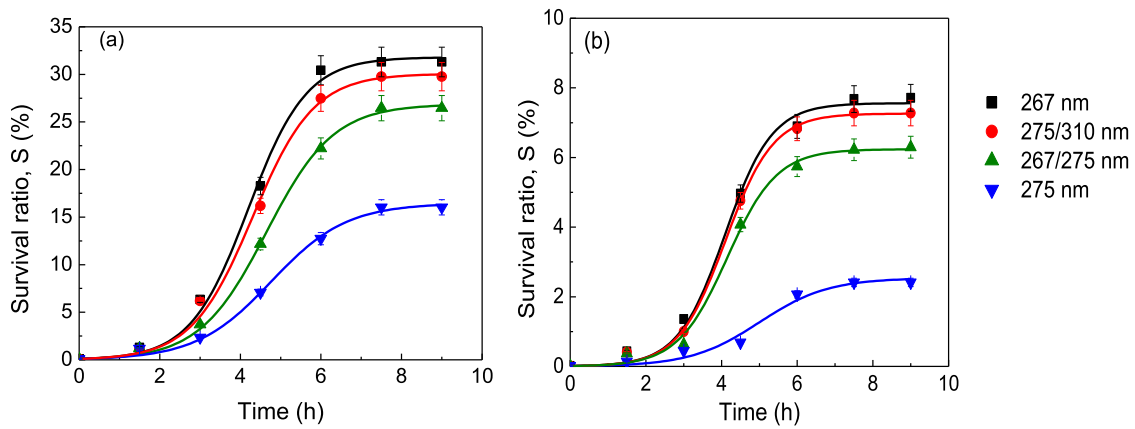 (a)
Survival ratio, S (%)
35
30
25
20
15
10
5
0
0 2 4 6 8 10
Time (h)
(b)
Survival ratio, S (%)
10
8
6
4
2
0
0 2 4 6 8 10
Time (h)
267 nm
275/310 nm
267/275 nm
275 nm